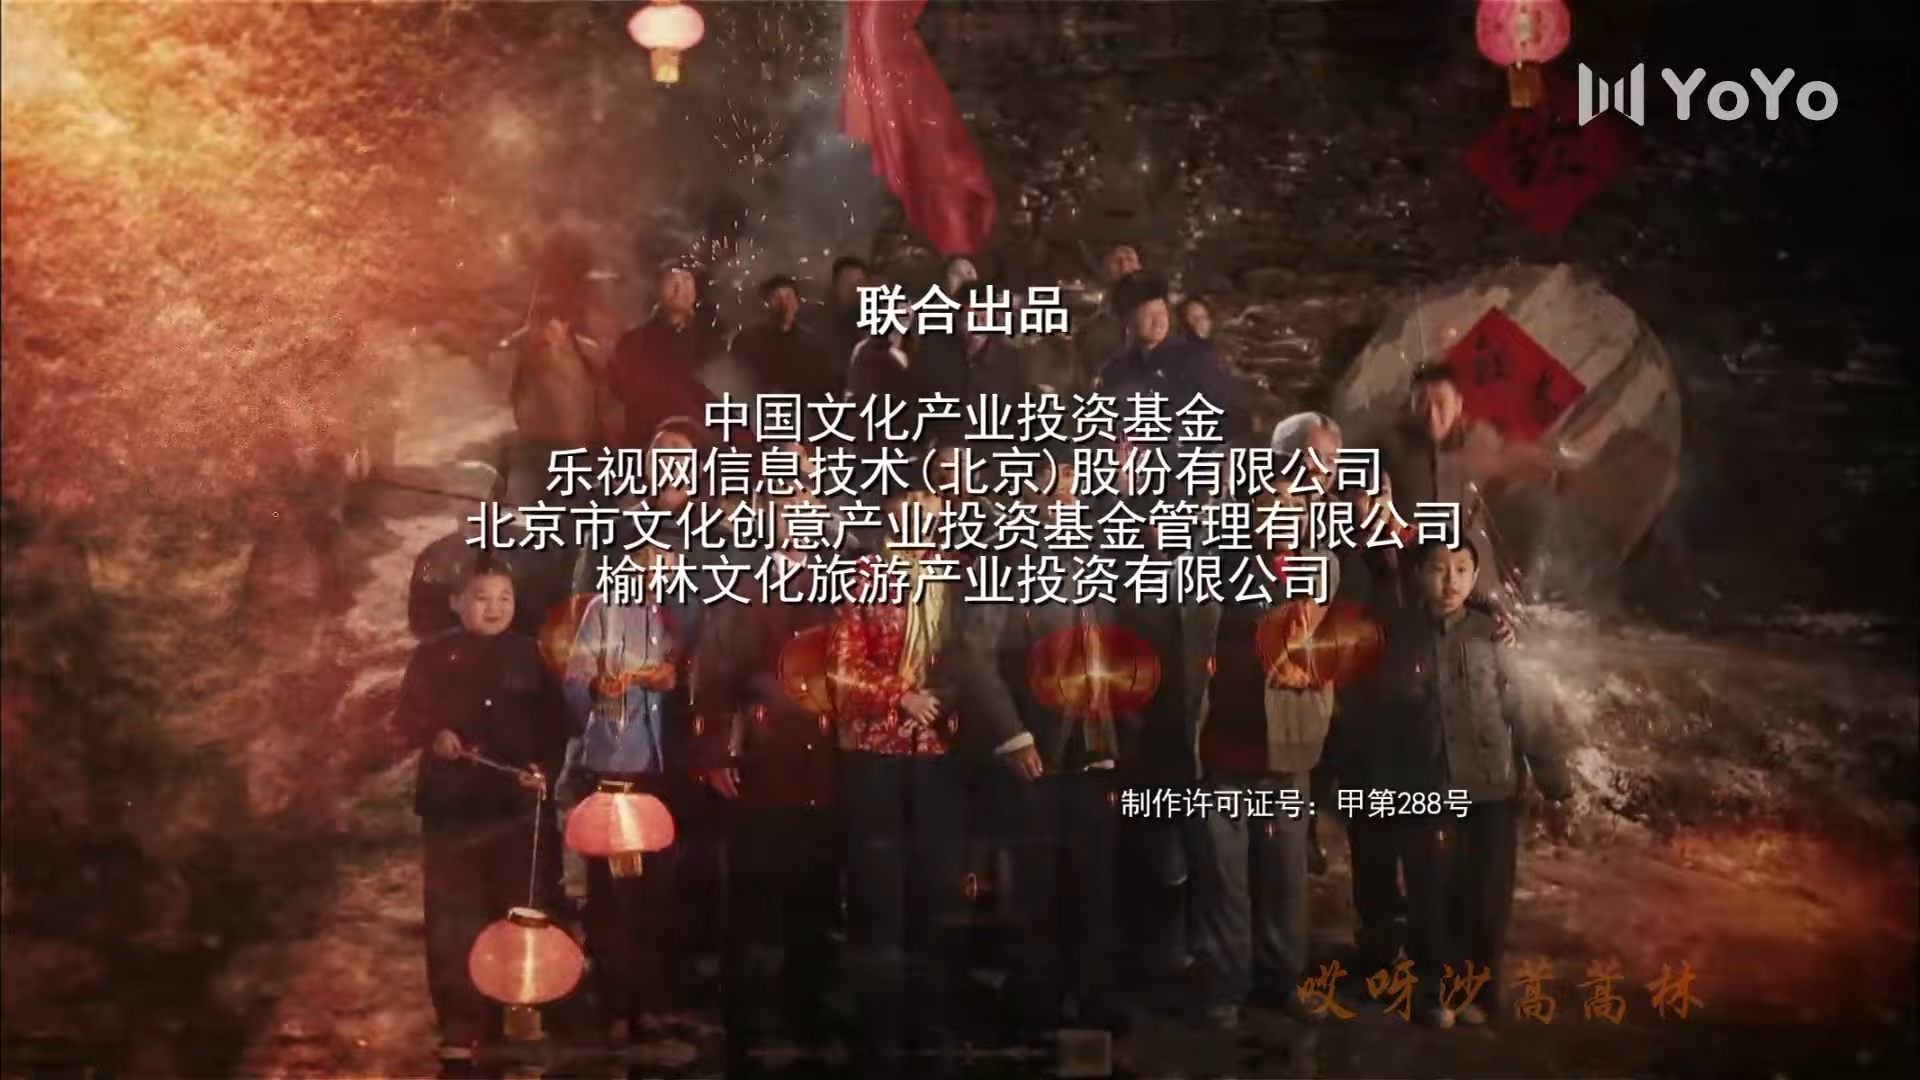 YoYo
联合出品
中国文化产业投资基金
乐视网信息技术(北京)股份有限公司
北京市文化创意产业投资基金管理有限公司
榆林文化旅游产业投资有限公司
制作许可证号：甲第288号
哎呀沙蒿蒿林